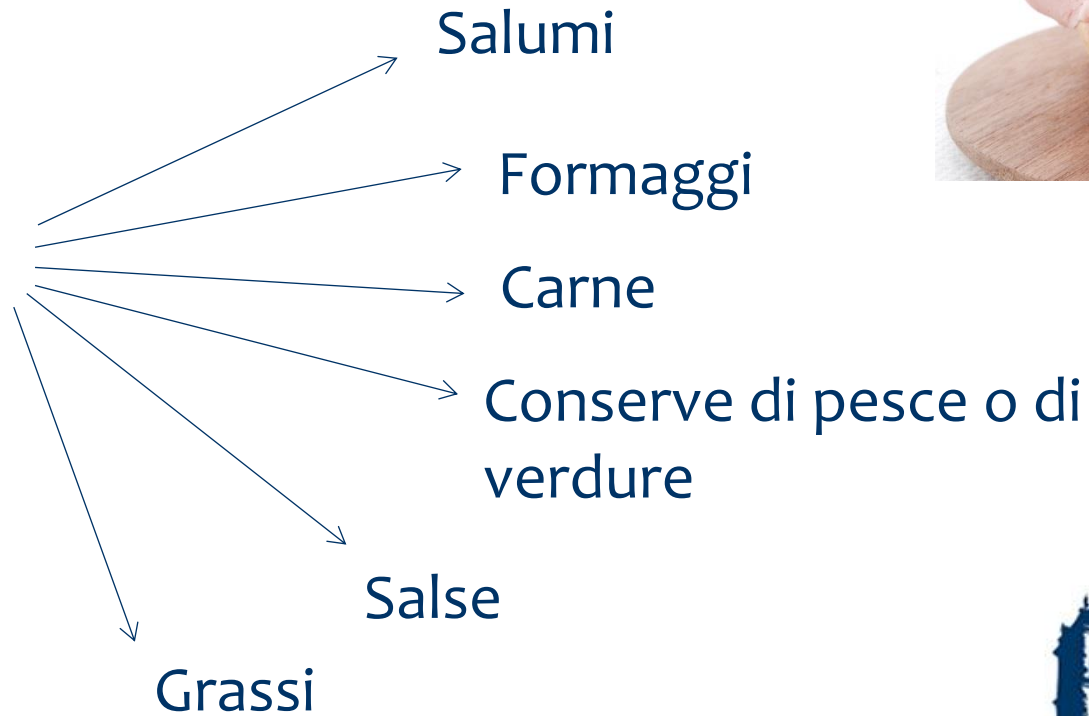 Salumi
Formaggi
Carne
Conserve di pesce o di
verdure
Salse
Grassi